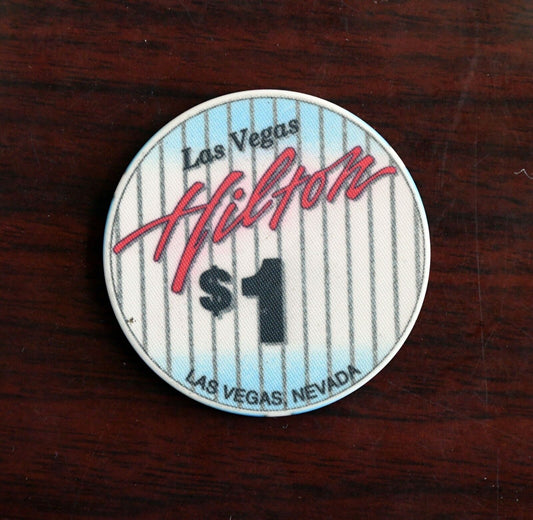 Las Vegas
Hilton
$1
LAS VEGAS, NEVADA